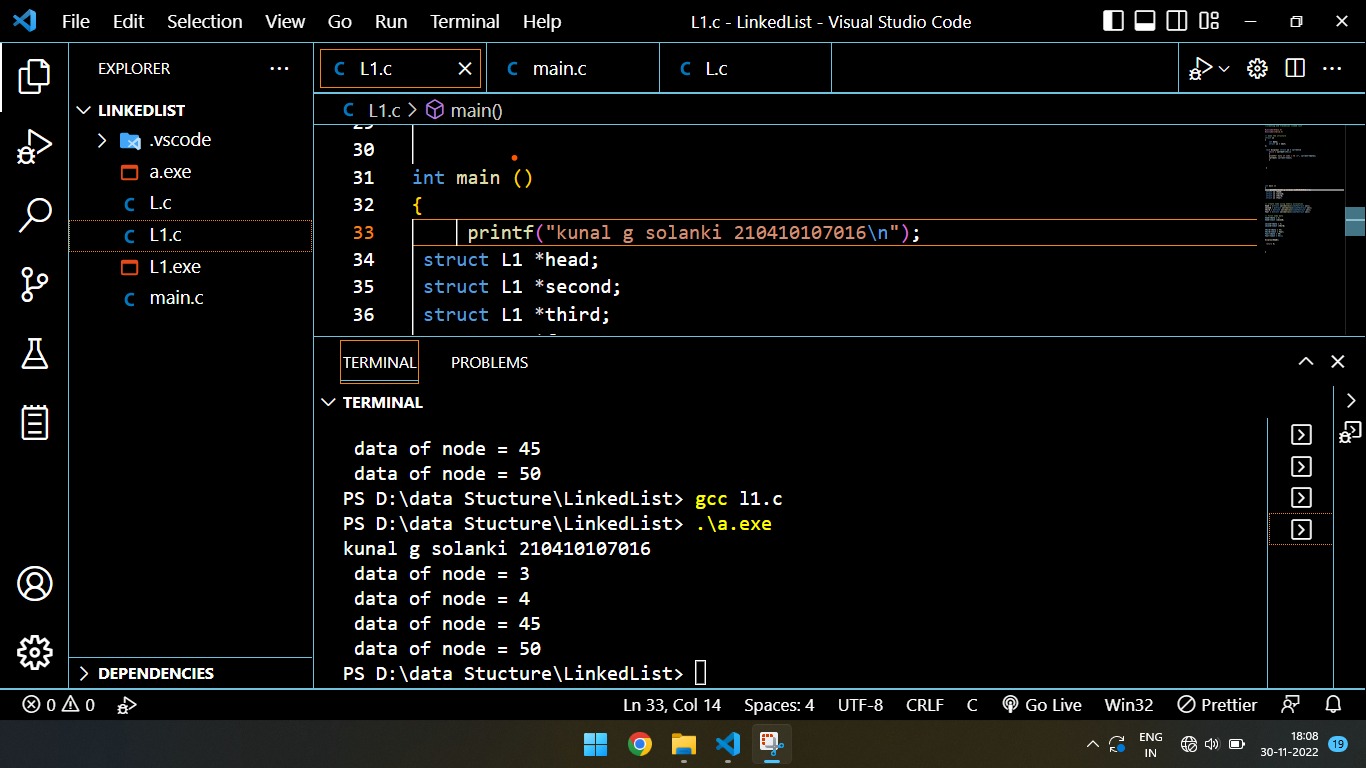 File Edit Selection View Go Run Terminal Help L1.c - LinkedList - Visual Studio Code
EXPLORER
LINKEDLIST
.vscode
a.exe
L.c
L1.c
L1.exe
main.c
DEPENDENCIES
L1.c main.c L.c
L1.c main()
30
31 int main ()
32 {
33 printf("kunal g solanki 210410107016\n");
34 struct L1 *head;
35 struct L1 *second;
36 struct L1 *third;
TERMINAL PROBLEMS
TERMINAL
data of node = 45
data of node = 50
PS D:\data Stucture\LinkedList> gcc l1.c
PS D:\data Stucture\LinkedList> .\a.exe
kunal g solanki 210410107016
data of node = 3
data of node = 4
data of node = 45
data of node = 50
PS D:\data Stucture\LinkedList>
0 0 Ln 33, Col 14 Spaces: 4 UTF-8 CRLF C Go Live Win32 Prettier
ENG
IN
18:08
30-11-2022
19